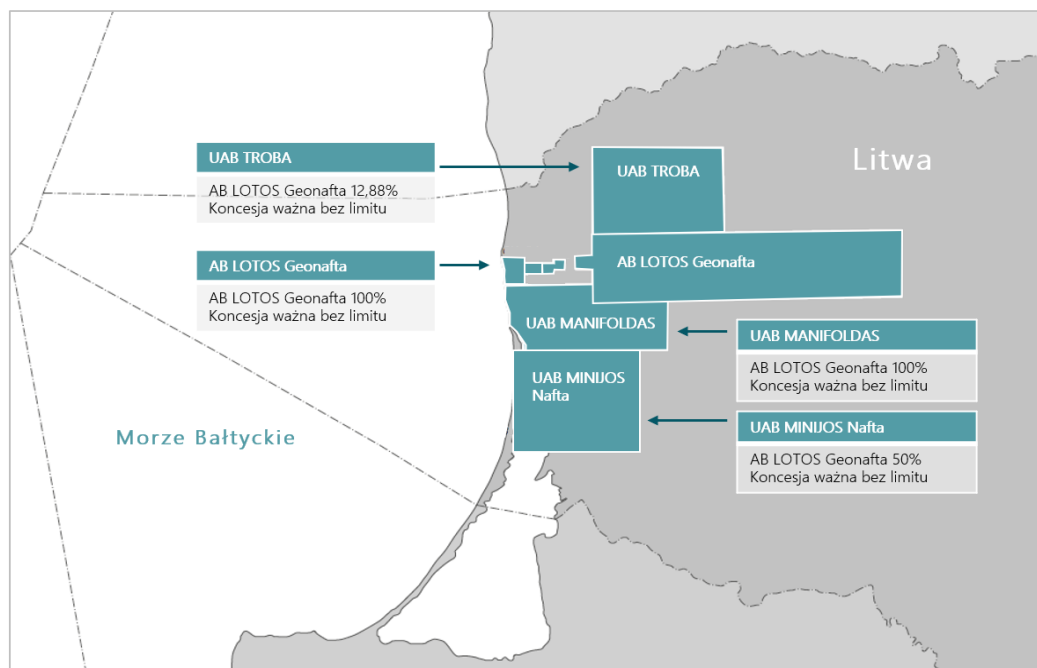 UAB TROBA
AB LOTOS Geonafta 12,88%
Koncesja ważna bez limitu
AB LOTOS Geonafta
AB LOTOS Geonafta 100%
Koncesja ważna bez limitu
Morze Bałtyckie
Litwa
UAB TROBA
AB LOTOS Geonafta
UAB MANIFOLDAS
UAB MINIJOS
Nafta
UAB MANIFOLDAS
AB LOTOS Geonafta 100%
Koncesja ważna bez limitu
UAB MINIJOS Nafta
AB LOTOS Geonafta 50%
Koncesja ważna bez limitu